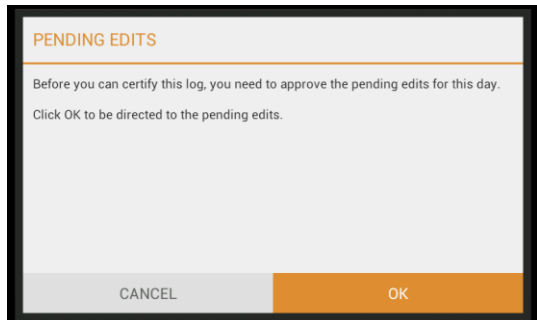 PENDING EDITS
Before you can certify this log, you need to approve the pending edits for this day.
Click OK to be directed to the pending edits.
CANCEL
OK